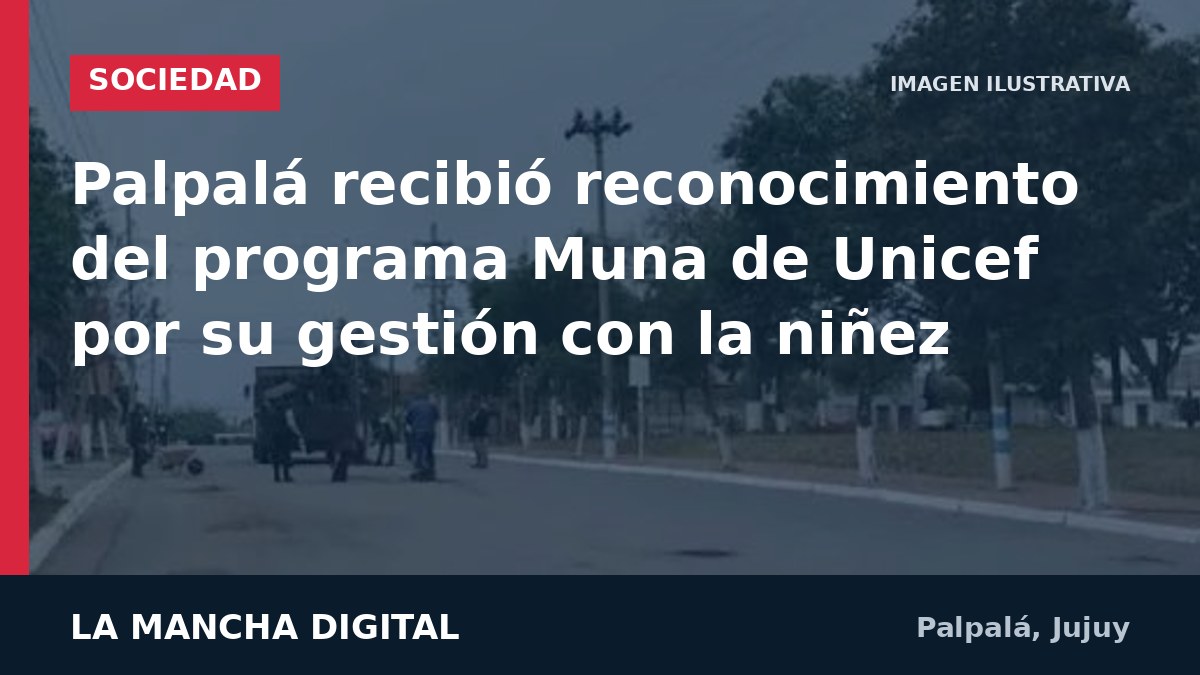 SOCIEDAD
IMAGEN ILUSTRATIVA
Palpalá recibió reconocimiento
del programa Muna de Unicef
por su gestión con la niñez
LA MANCHA DIGITAL
Palpalá, Jujuy